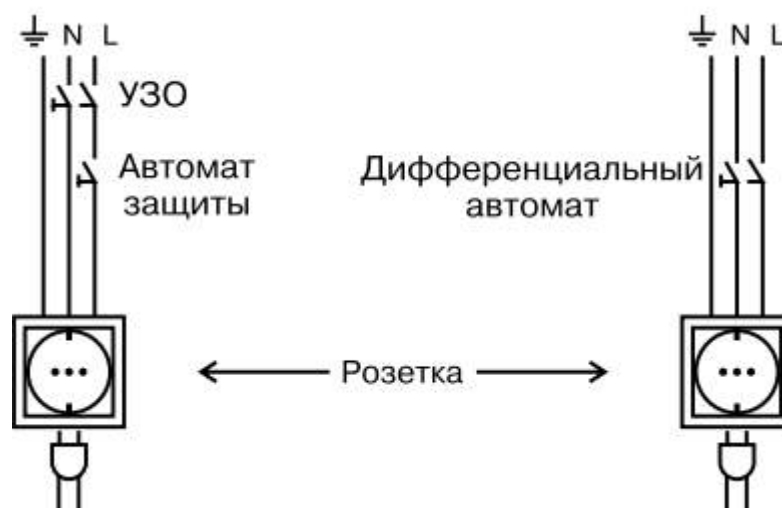 N L
УЗО
Автомат
защиты
N L
Дифференциальный
автомат
Розетка